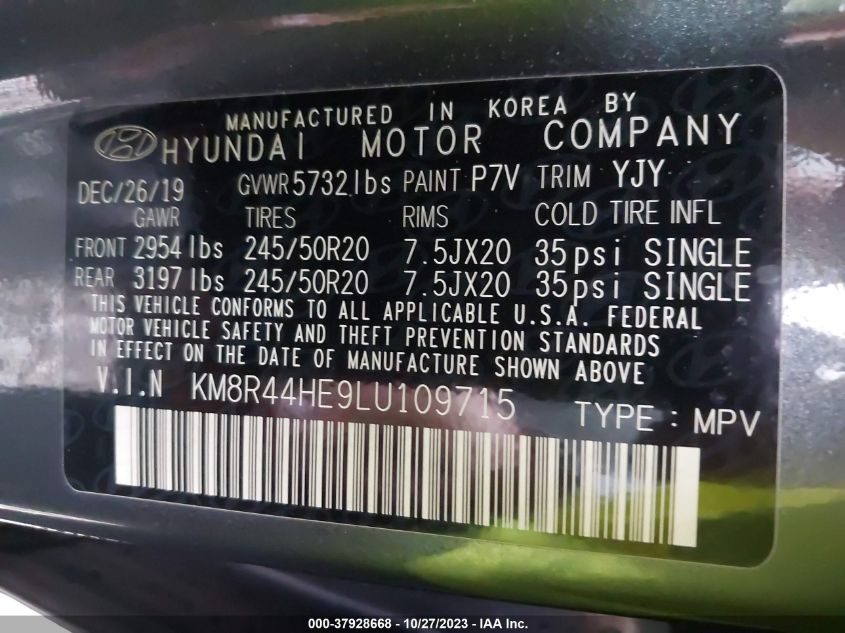 MANUFACTURED IN KOREA BY
HYUNDAI MOTOR COMPANY
DEC/26/19 GVWR 5732 lbs PAINT P7V TRIM YJY
GAWR TIRES RIMS COLD TIRE INFL
FRONT 2954 lbs 245/50R20 7.5JX20 35psi SINGLE
REAR 3197 lbs 245/50R20 7.5JX20 35psi SINGLE
THIS VEHICLE CONFORMS TO ALL APPLICABLE U.S.A. FEDERAL
MOTOR VEHICLE SAFETY AND THEFT PREVENTION STANDARDS
IN EFFECT ON THE DATE OF MANUFACTURE SHOWN ABOVE
V.I.N KM8R44HE9LU109715 TYPE : MPV
000-37928668 - 10/27/2023 - IAA Inc.